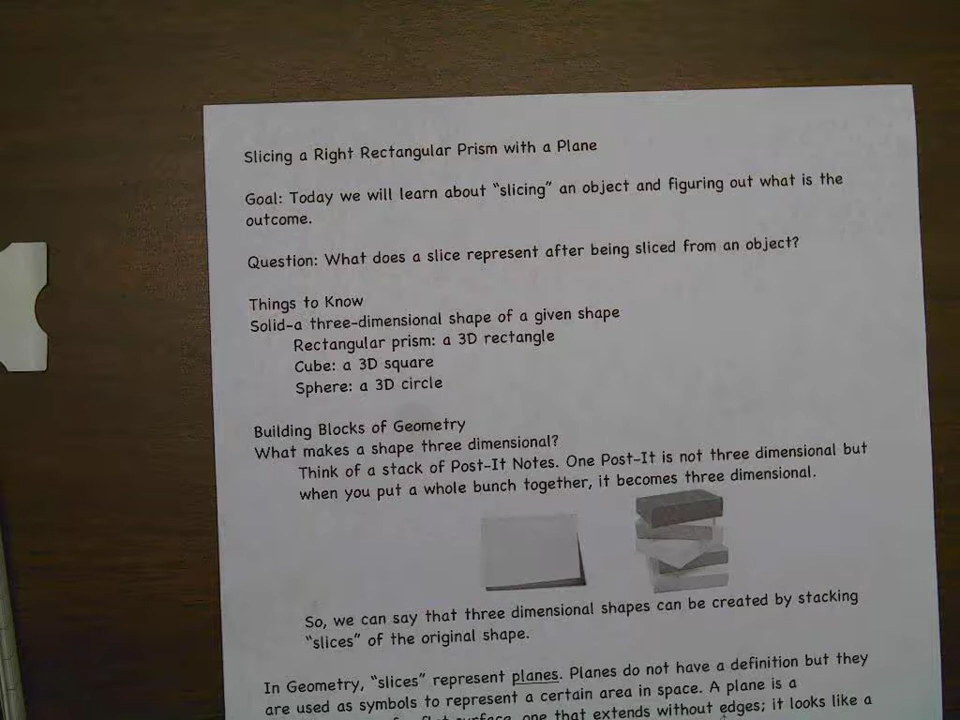 Slicing a Right Rectangular Prism with a Plane
Goal: Today we will learn about “slicing” an object and figuring out what is the
outcome.
Question: What does a slice represent after being sliced from an object?
Things to Know
Solid-a three-dimensional shape of a given shape
Rectangular prism: a 3D rectangle
Cube: a 3D square
Sphere: a 3D circle
Building Blocks of Geometry
What makes a shape three dimensional?
Think of a stack of Post-It Notes. One Post-It is not three dimensional but
when you put a whole bunch together, it becomes three dimensional.
So, we can say that three dimensional shapes can be created by stacking
“slices” of the original shape.
In Geometry, “slices” represent planes. Planes do not have a definition but they
are used as symbols to represent a certain area in space. A plane is a
flat surface, one that extends without edges; it looks like a